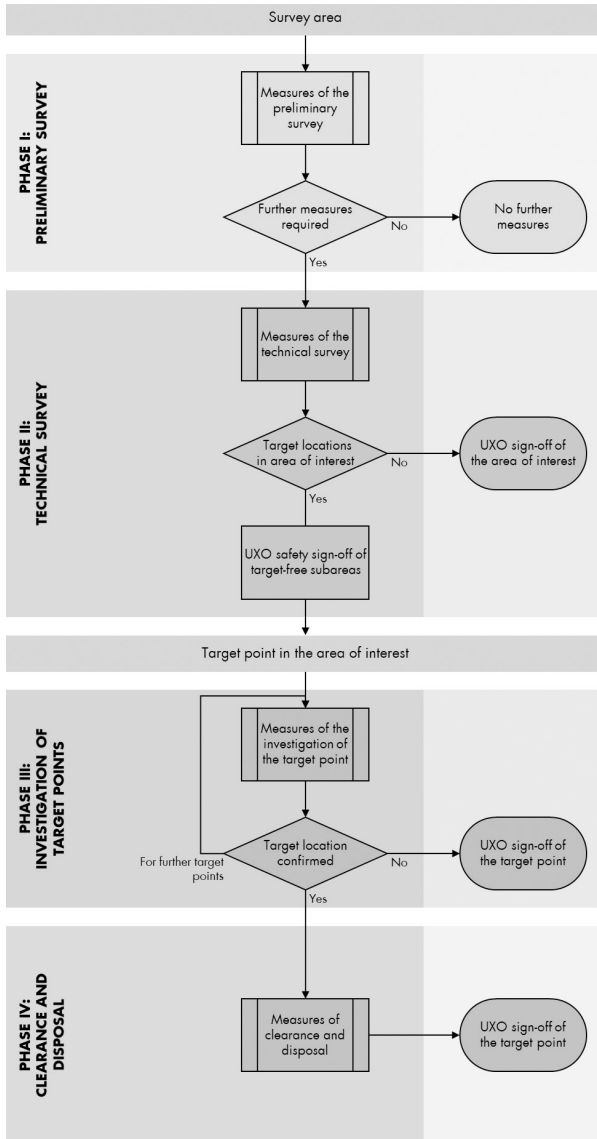 Survey area
PHASE I:
PRELIMINARY SURVEY
Measures of the
preliminary
survey
Further measures
required
No
No further
measures
Yes
PHASE II:
TECHNICAL SURVEY
Measures of the
technical survey
Target locations
in area of interest
No
UXO sign-off of
the area of interest
Yes
UXO safety sign-off of
target-free subareas
Target point in the area of interest
PHASE III:
INVESTIGATION OF
TARGET POINTS
Measures of the
investigation of
the target point
Target location
confirmed
For further target
points
No
UXO sign-off of
the target point
Yes
PHASE IV:
CLEARANCE AND
DISPOSAL
Measures of
clearance and
disposal
UXO sign-off of
the target point